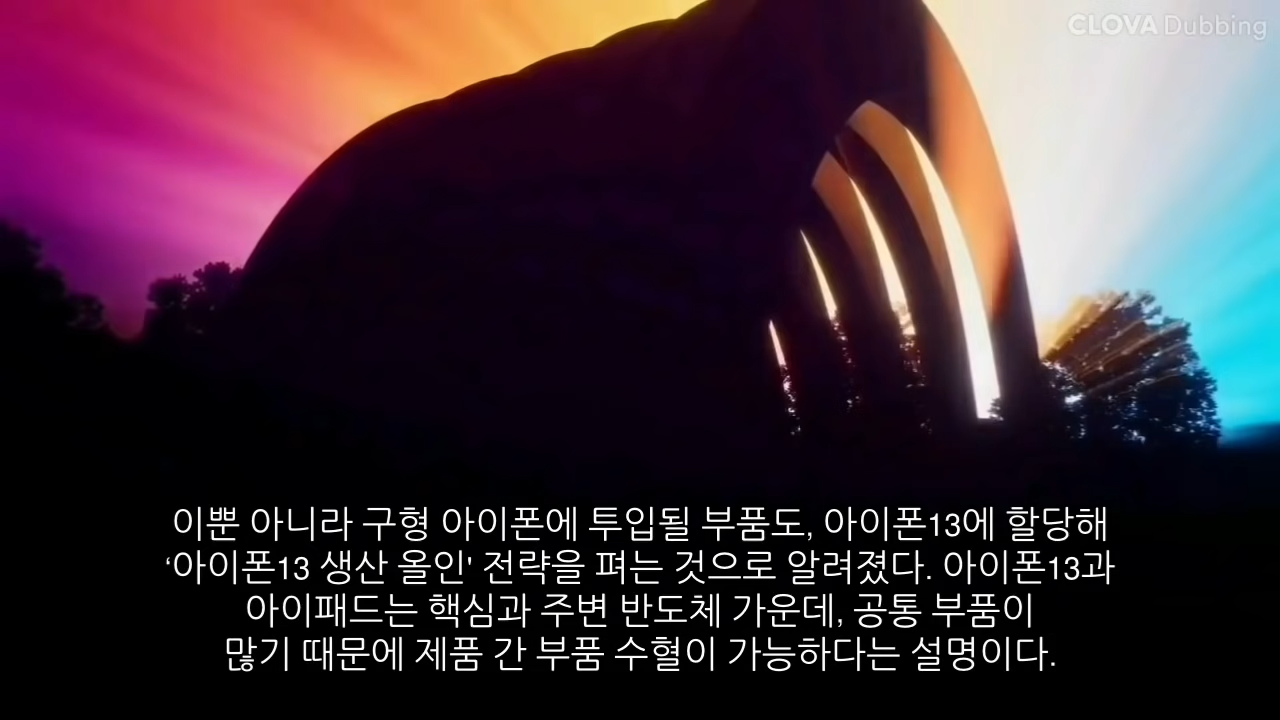 CLOVA Dubbing
이뿐 아니라 구형 아이폰에 투입될 부품도, 아이폰13에 할당해
‘아이폰13 생산 올인' 전략을 펴는 것으로 알려졌다. 아이폰13과
아이패드는 핵심과 주변 반도체 가운데, 공통 부품이
많기 때문에 제품 간 부품 수혈이 가능하다는 설명이다.